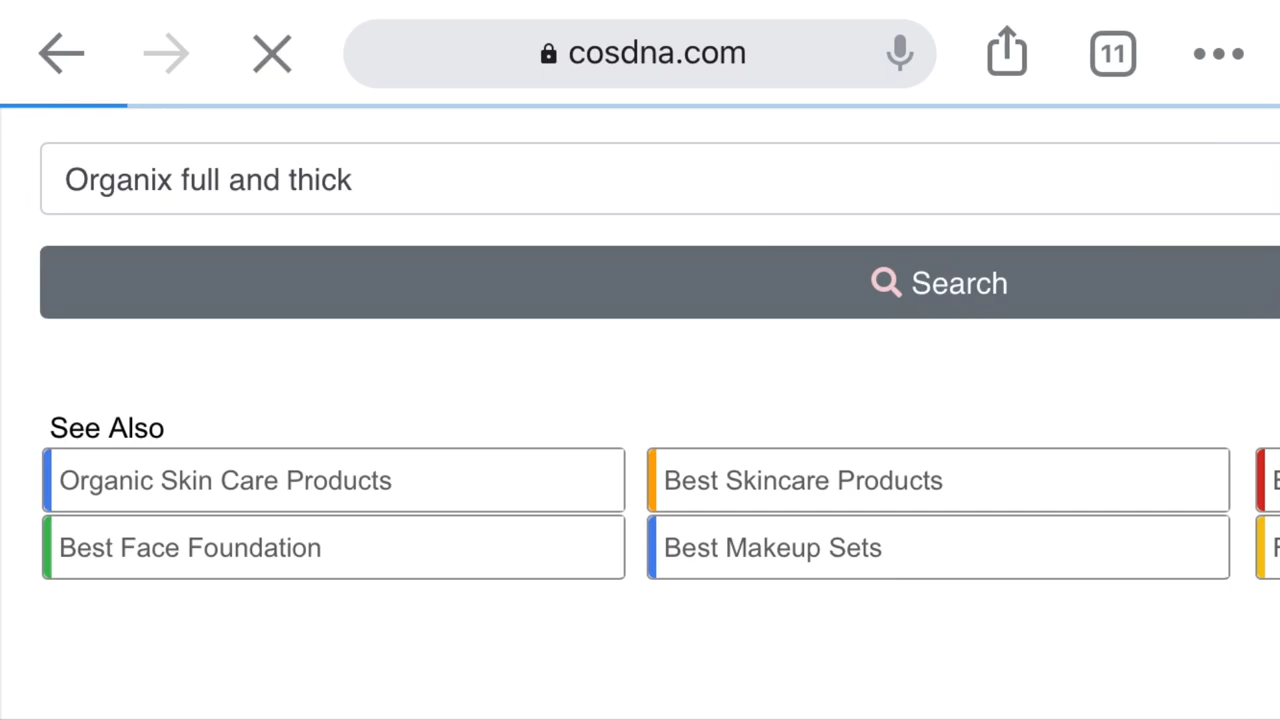 cosdna.com
11
Organix full and thick
Search
See Also
Organic Skin Care Products
Best Skincare Products
Best Face Foundation
Best Makeup Sets